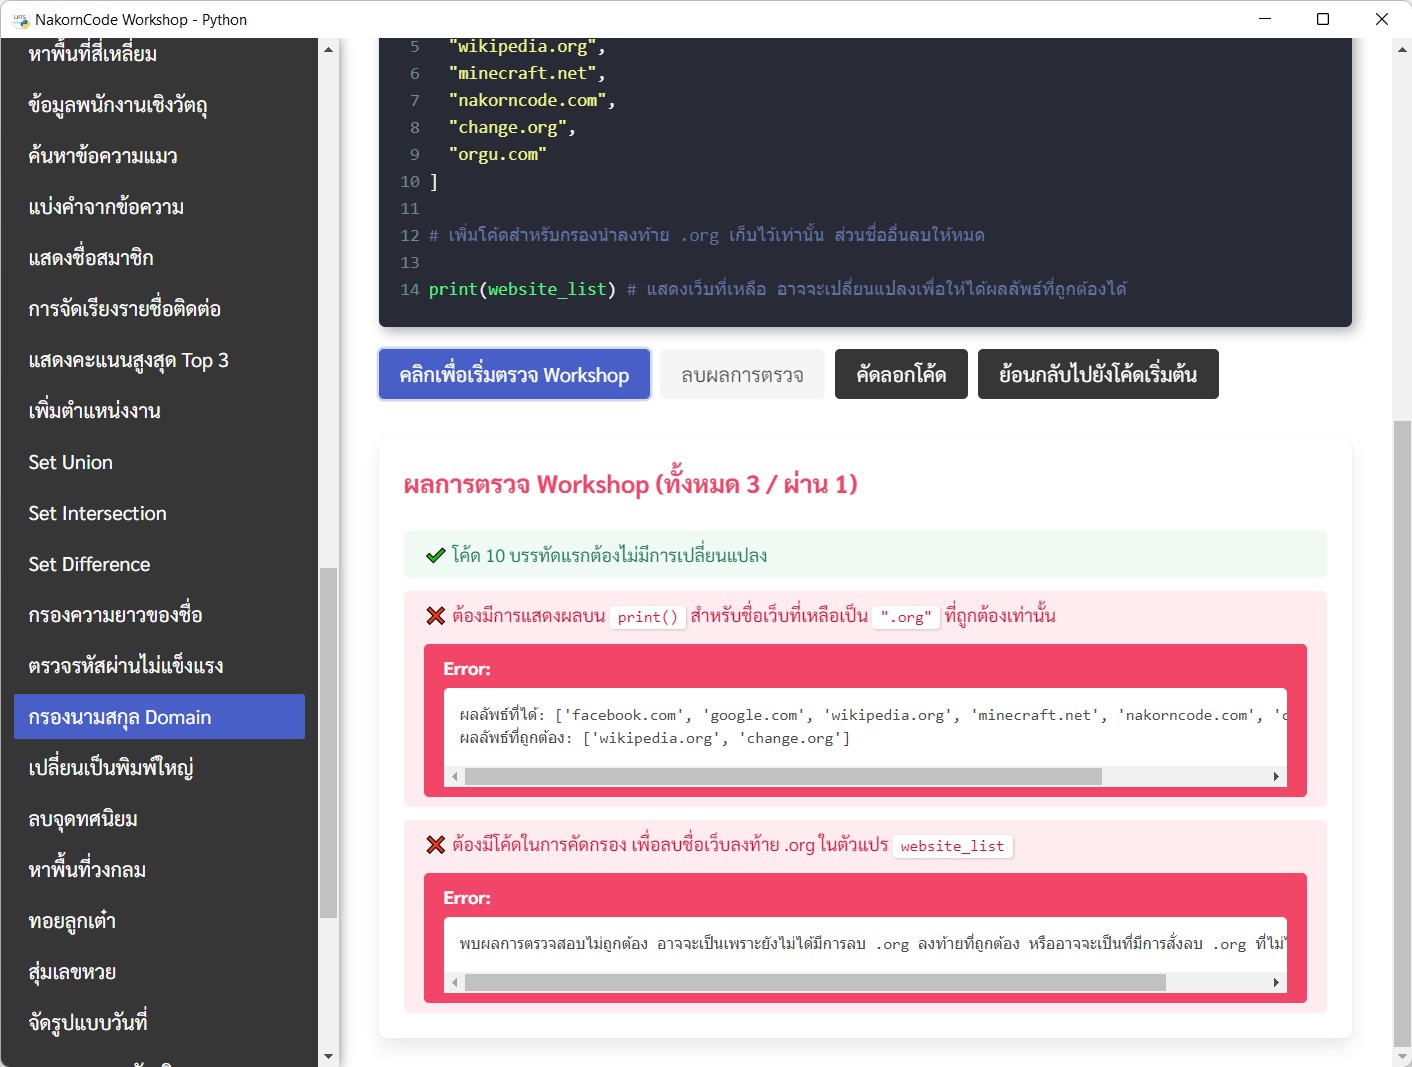 NakornCode Workshop - Python
หาพื้นที่สี่เหลี่ยม
ข้อมูลพนักงานเชิงวัตถุ
ค้นหาข้อความแมว
แบ่งคำจากข้อความ
แสดงชื่อสมาชิก
การจัดเรียงรายชื่อติดต่อ
แสดงคะแนนสูงสุด Top 3
เพิ่มตำแหน่งงาน
Set Union
Set Intersection
Set Difference
กรองความยาวของชื่อ
ตรวจรหัสผ่านไม่แข็งแรง
กรองนามสกุล Domain
เปลี่ยนเป็นพิมพ์ใหญ่
ลบจุดทศนิยม
หาพื้นที่วงกลม
ทอยลูกเต๋า
สุ่มเลขหวย
จัดรูปแบบวันที่
5 "wikipedia.org",
6 "minecraft.net",
7 "nakorncode.com",
8 "change.org",
9 "orgu.com"
10 ]
11
12 # เพิ่มโค้ดสำหรับกรองนำลงท้าย .org เก็บไว้เท่านั้น ส่วนชื่ออื่นลบให้หมด
13
14 print(website_list) # แสดงเว็บที่เหลือ อาจจะเปลี่ยนแปลงเพื่อให้ได้ผลลัพธ์ที่ถูกต้องได้
คลิกเพื่อเริ่มตรวจ Workshop ลบผลการตรวจ คัดลอกโค้ด ย้อนกลับไปยังโค้ดเริ่มต้น
ผลการตรวจ Workshop (ทั้งหมด 3 / ผ่าน 1)
โค้ด 10 บรรทัดแรกต้องไม่มีการเปลี่ยนแปลง
ต้องมีการแสดงผลบน print() สำหรับชื่อเว็บที่เหลือเป็น ".org" ที่ถูกต้องเท่านั้น
Error:
ผลลัพธ์ที่ได้: ['facebook.com', 'google.com', 'wikipedia.org', 'minecraft.net', 'nakorncode.com', '
ผลลัพธ์ที่ถูกต้อง: ['wikipedia.org', 'change.org']
ต้องมีโค้ดในการคัดกรอง เพื่อลบชื่อเว็บลงท้าย .org ในตัวแปร website_list
Error:
พบผลการตรวจสอบไม่ถูกต้อง อาจจะเป็นเพราะยังไม่ได้มีการลบ .org ลงท้ายที่ถูกต้อง หรืออาจจะเป็นที่มีการสั่งลบ .org ที่ไม่